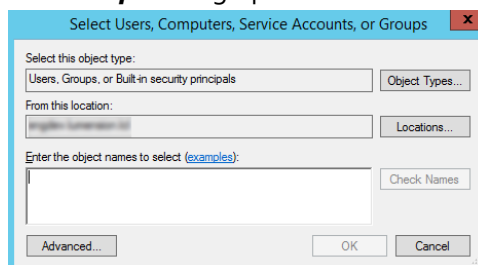 Select Users, Computers, Service Accounts, or Groups
x
Select this object type:
Users, Groups, or Built-in security principals
Object Types...
From this location:
Locations...
Enter the object names to select (examples):
Check Names
Advanced...
OK
Cancel